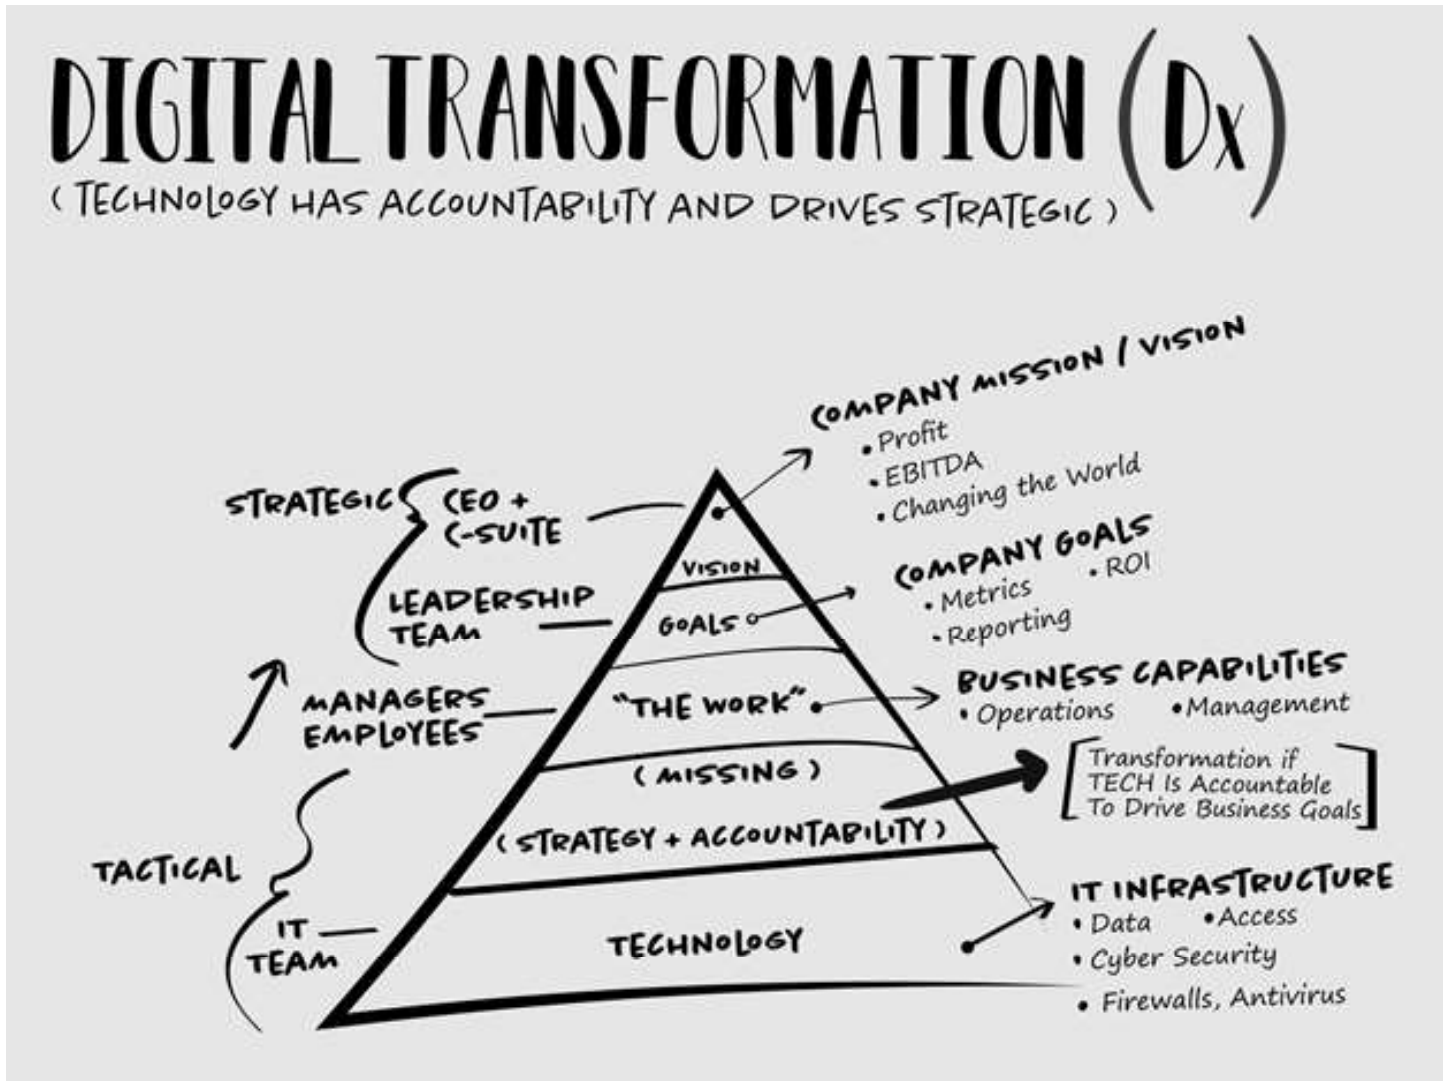 DIGITAL TRANSFORMATION (Dx)
( TECHNOLOGY HAS ACCOUNTABILITY AND DRIVES STRATEGIC )
COMPANY MISSION / VISION
• Profit
• EBITDA
• Changing the World
STRATEGIC
CEO +
C-SUITE
VISION
COMPANY GOALS
• Metrics
• ROI
• Reporting
LEADERSHIP
TEAM
GOALS
BUSINESS CAPABILITIES
• Operations
• Management
MANAGERS
EMPLOYEES
"THE WORK"
( MISSING )
Transformation if
TECH Is Accountable
To Drive Business Goals
( STRATEGY + ACCOUNTABILITY )
TACTICAL
IT INFRASTRUCTURE
• Data
• Access
• Cyber Security
• Firewalls, Antivirus
IT
TEAM
TECHNOLOGY